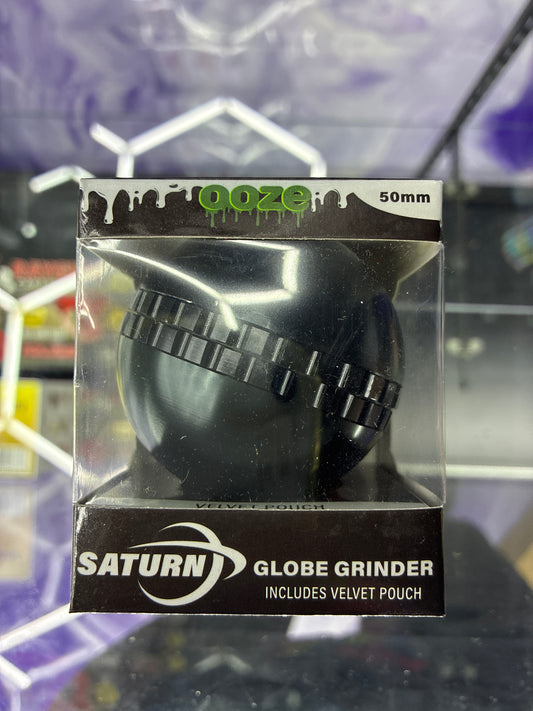 ooze
50mm
VELVET POUCH
SATURN
GLOBE GRINDER
INCLUDES VELVET POUCH